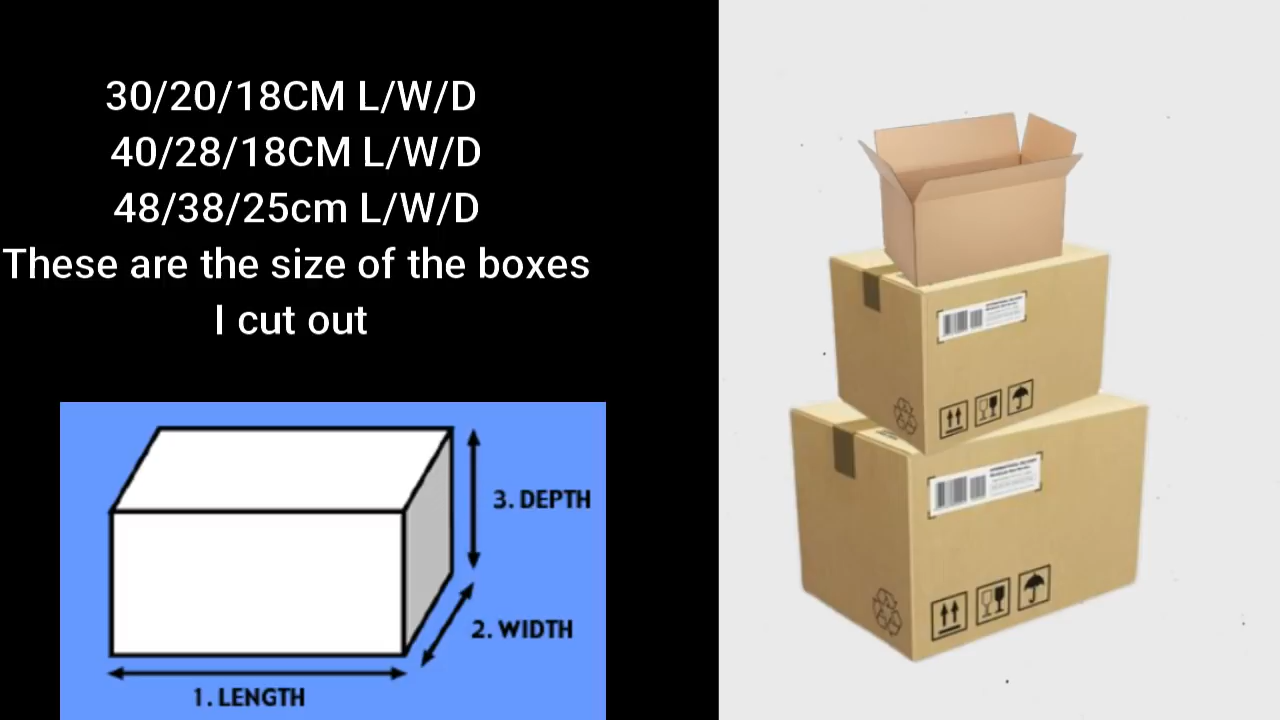 30/20/18CM L/W/D
40/28/18CM L/W/D
48/38/25cm L/W/D
These are the size of the boxes
I cut out
3. DEPTH
2. WIDTH
1. LENGTH